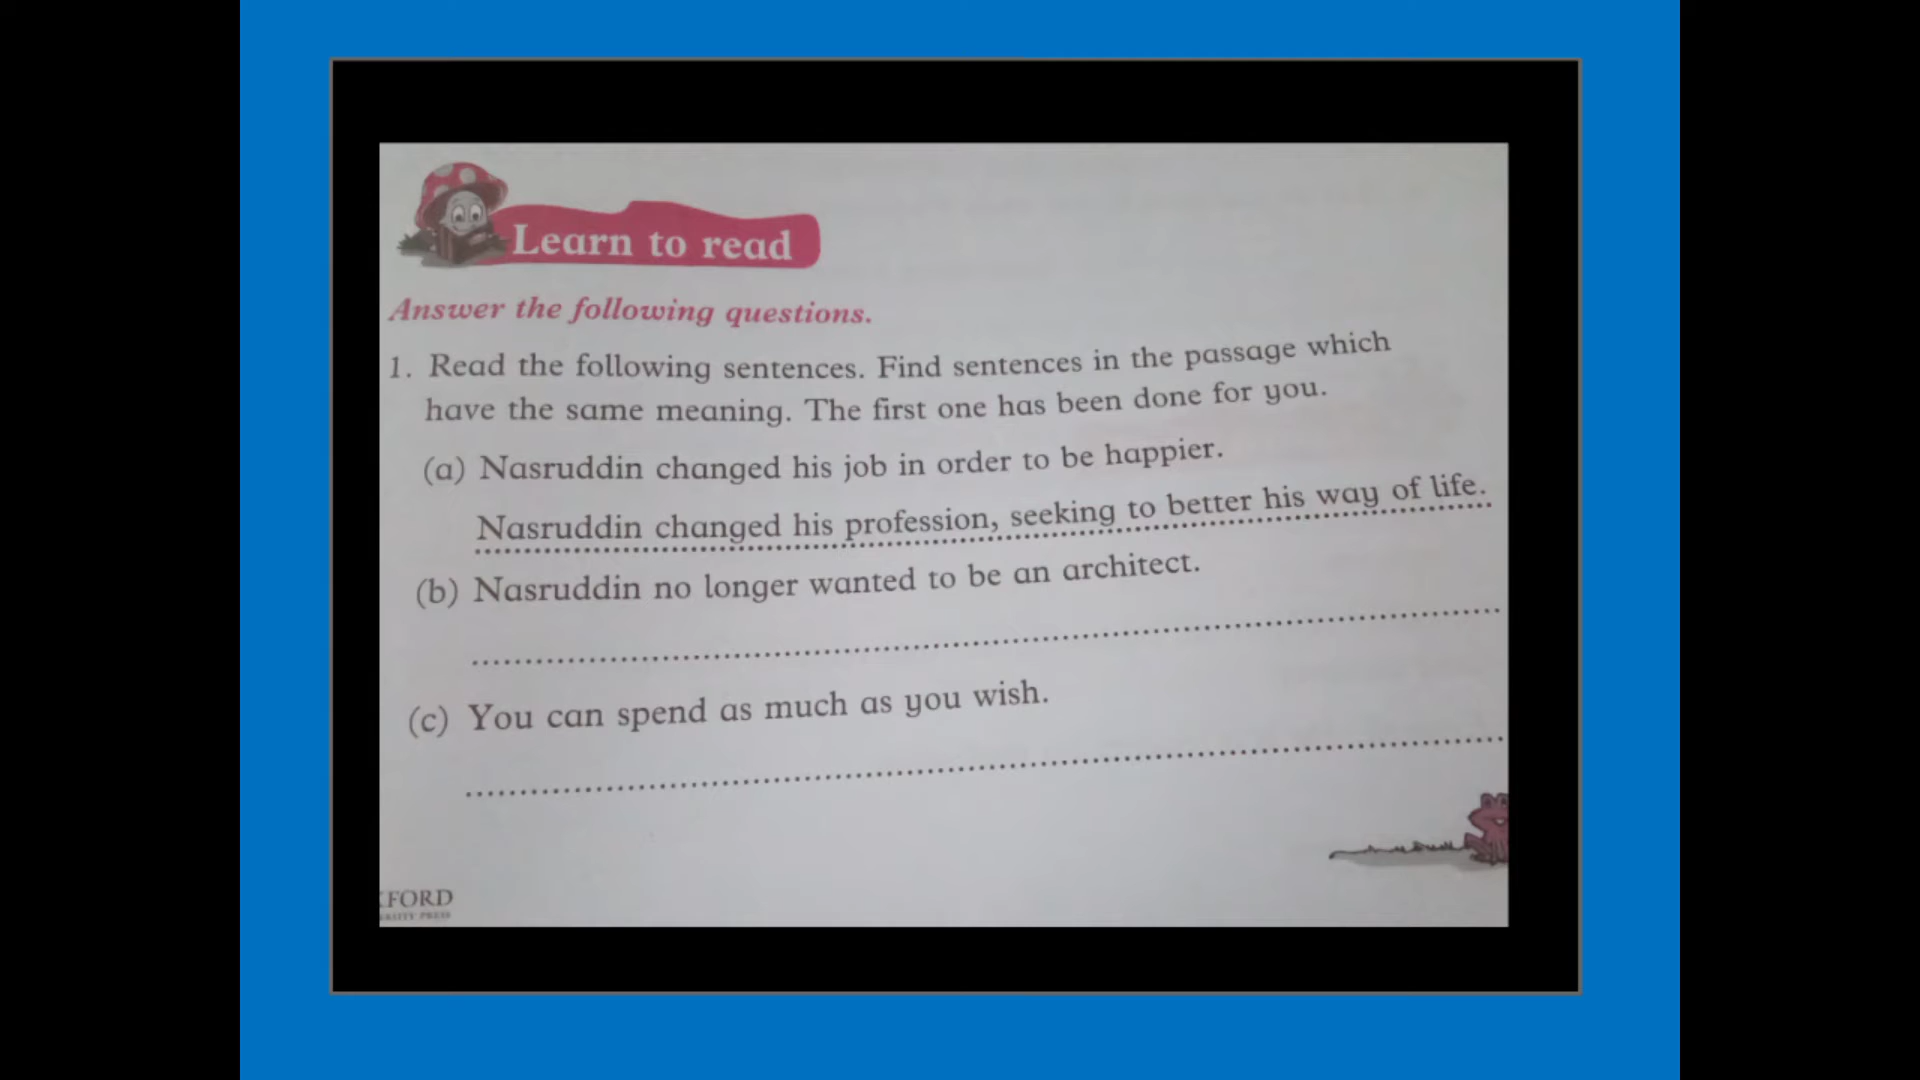 Learn to read
Answer the following questions.
1. Read the following sentences. Find sentences in the passage which
have the same meaning. The first one has been done for you.
(a) Nasruddin changed his job in order to be happier.
Nasruddin changed his profession, seeking to better his way of life.
(b) Nasruddin no longer wanted to be an architect.
(c) You can spend as much as you wish.
FORD
PRESS